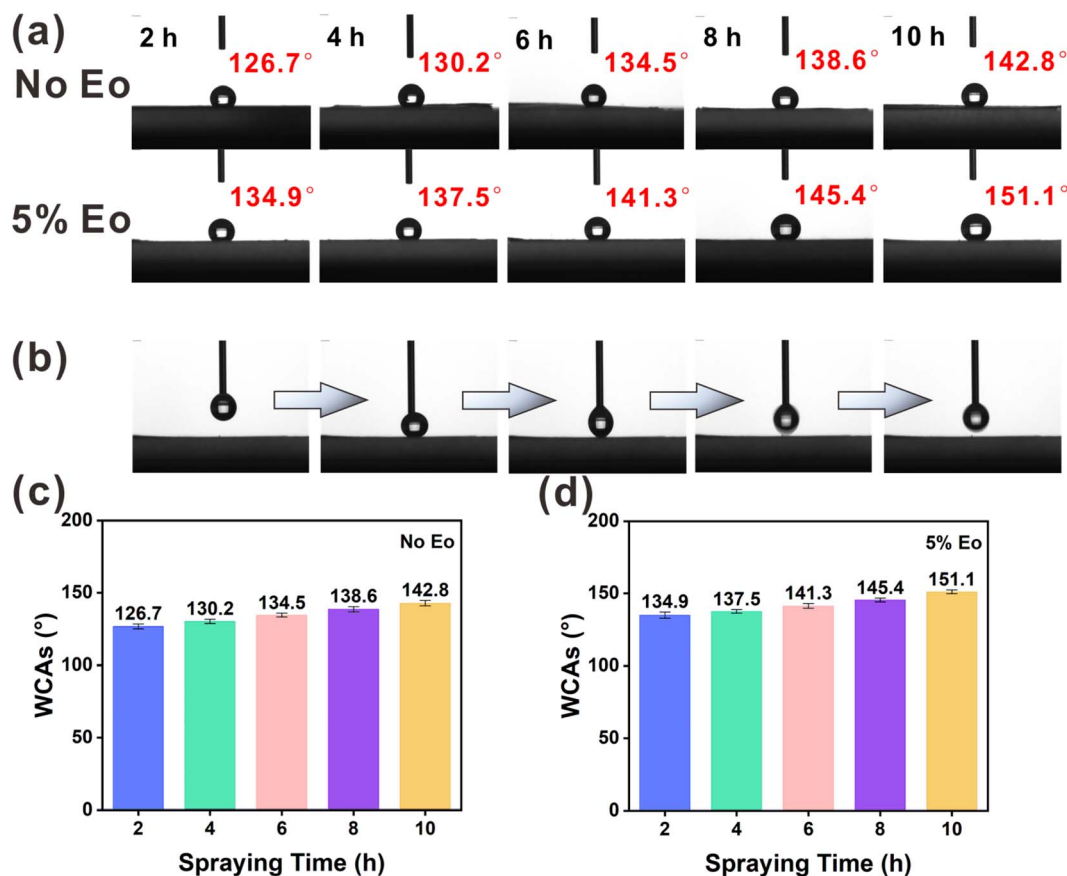 (a)
2 h 4 h 6 h 8 h 10 h
No Eo 126.7° 130.2° 134.5° 138.6° 142.8°
5% Eo 134.9° 137.5° 141.3° 145.4° 151.1°
(b)
(c)
200
150
100
50
0
WCAs (°)
No Eo
126.7 130.2 134.5 138.6 142.8
2 4 6 8 10
Spraying Time (h)
(d)
200
150
100
50
0
WCAs (°)
5% Eo
134.9 137.5 141.3 145.4 151.1
2 4 6 8 10
Spraying Time (h)